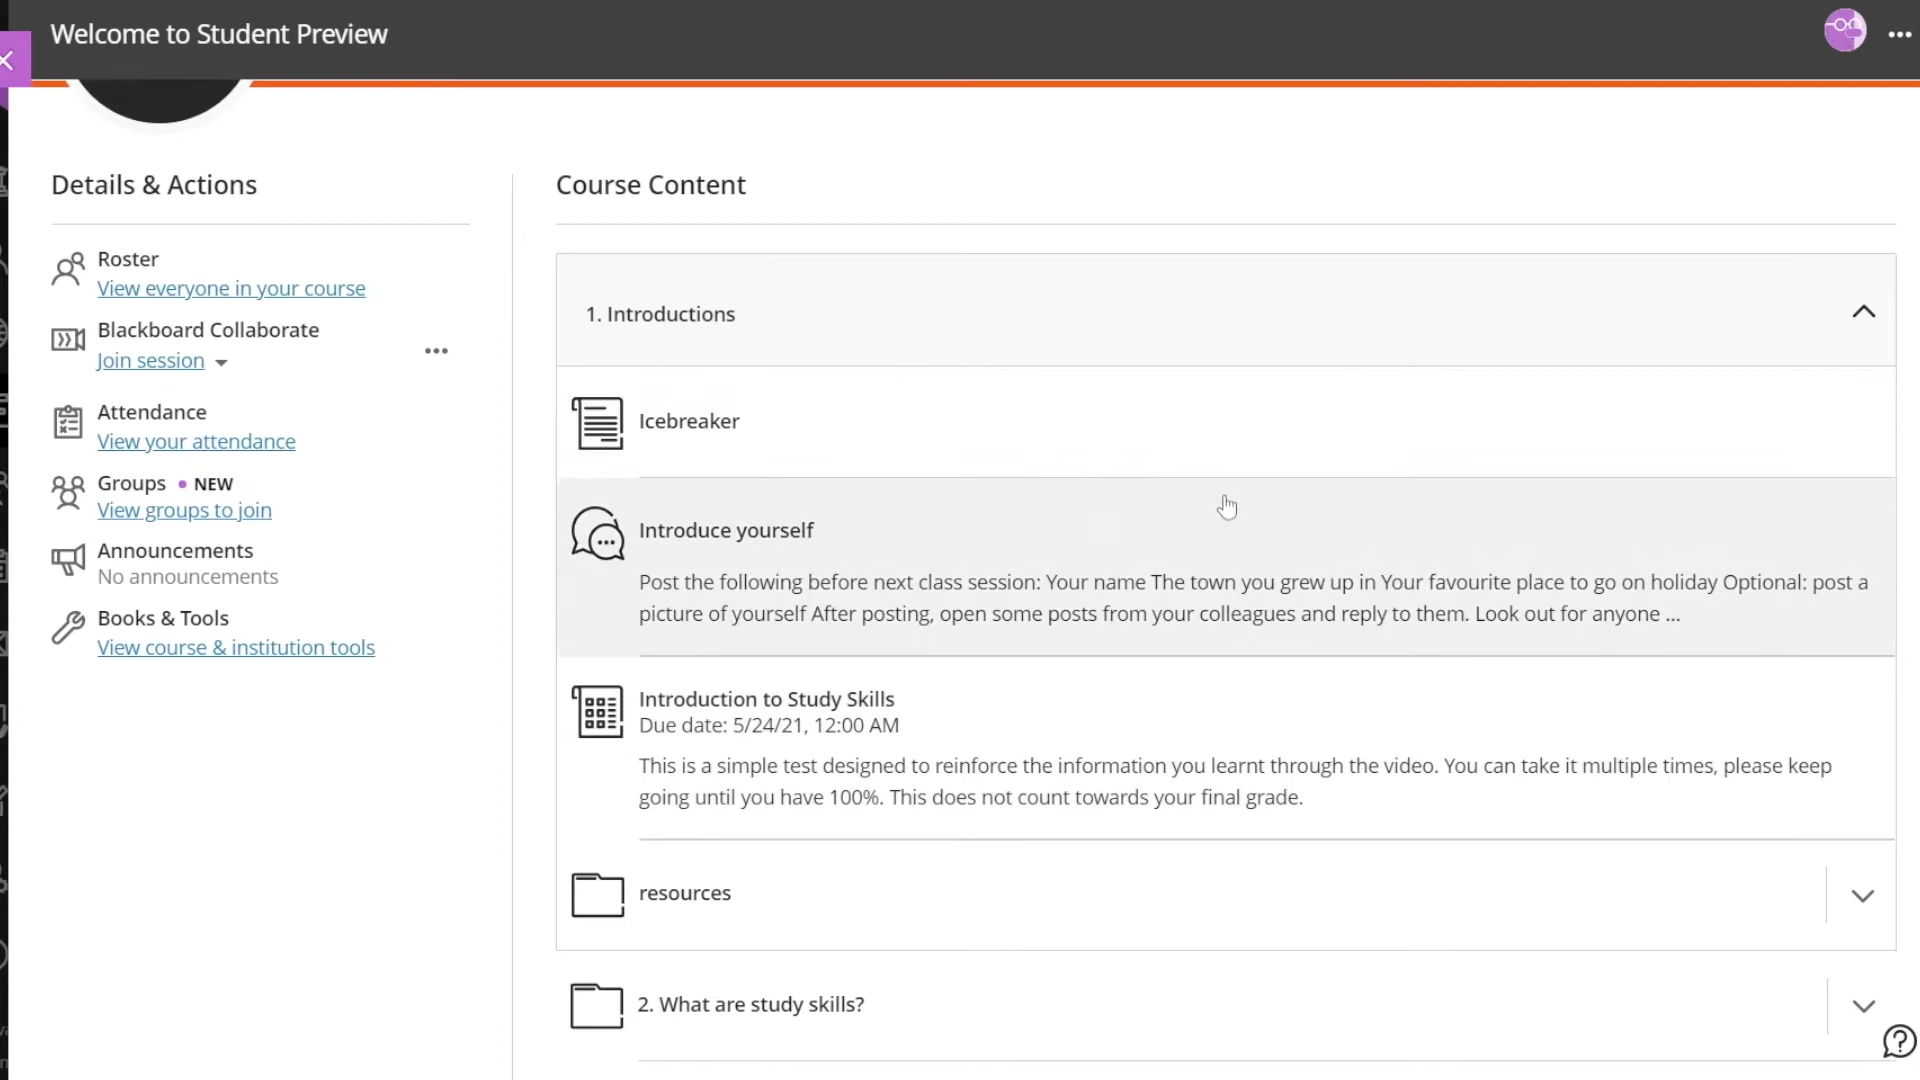 Welcome to Student Preview
Details & Actions
Roster
View everyone in your course
Blackboard Collaborate
Join session
Attendance
View your attendance
Groups • NEW
View groups to join
Announcements
No announcements
Books & Tools
View course & institution tools
Course Content
1. Introductions
Icebreaker
Introduce yourself
Post the following before next class session: Your name The town you grew up in Your favourite place to go on holiday Optional: post a
picture of yourself After posting, open some posts from your colleagues and reply to them. Look out for anyone ...
Introduction to Study Skills
Due date: 5/24/21, 12:00 AM
This is a simple test designed to reinforce the information you learnt through the video. You can take it multiple times, please keep
going until you have 100%. This does not count towards your final grade.
resources
2. What are study skills?